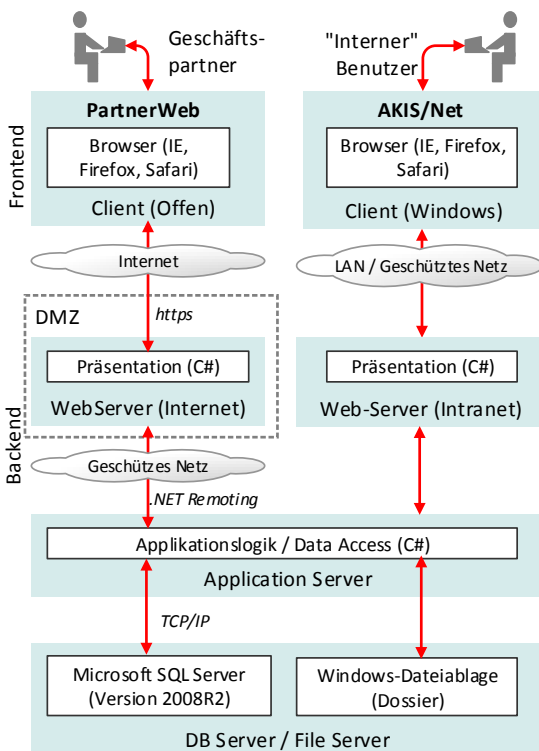 Geschäfts-
partner
"Interner"
Benutzer
Frontend
PartnerWeb
Browser (IE,
Firefox, Safari)
Client (Offen)
AKIS/Net
Browser (IE, Firefox,
Safari)
Client (Windows)
Internet
LAN / Geschütztes Netz
Backend
DMZ
https
Präsentation (C#)
WebServer (Internet)
Präsentation (C#)
Web-Server (Intranet)
Geschützes Netz
.NET Remoting
Applikationslogik / Data Access (C#)
Application Server
TCP/IP
Microsoft SQL Server
(Version 2008R2)
Windows-Dateiablage
(Dossier)
DB Server / File Server